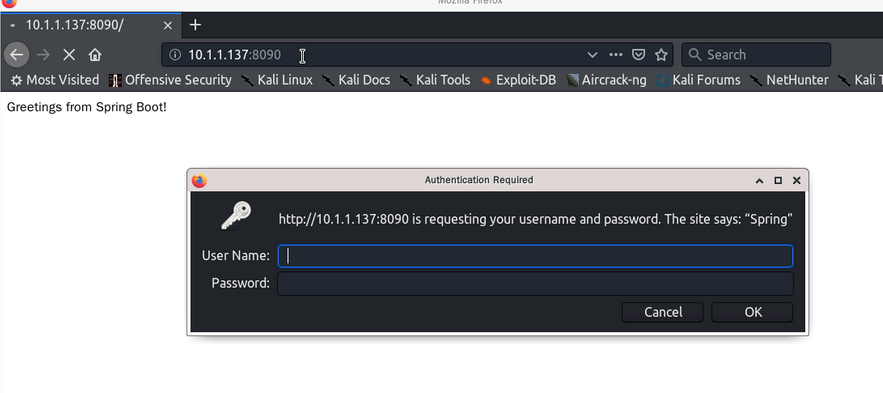 Mozilla Firefox
10.1.1.137:8090/
10.1.1.137:8090
Search
Most Visited Offensive Security Kali Linux Kali Docs Kali Tools Exploit-DB Aircrack-ng Kali Forums NetHunter Kali T
Greetings from Spring Boot!
Authentication Required
http://10.1.1.137:8090 is requesting your username and password. The site says: “Spring”
User Name:
Password:
Cancel OK